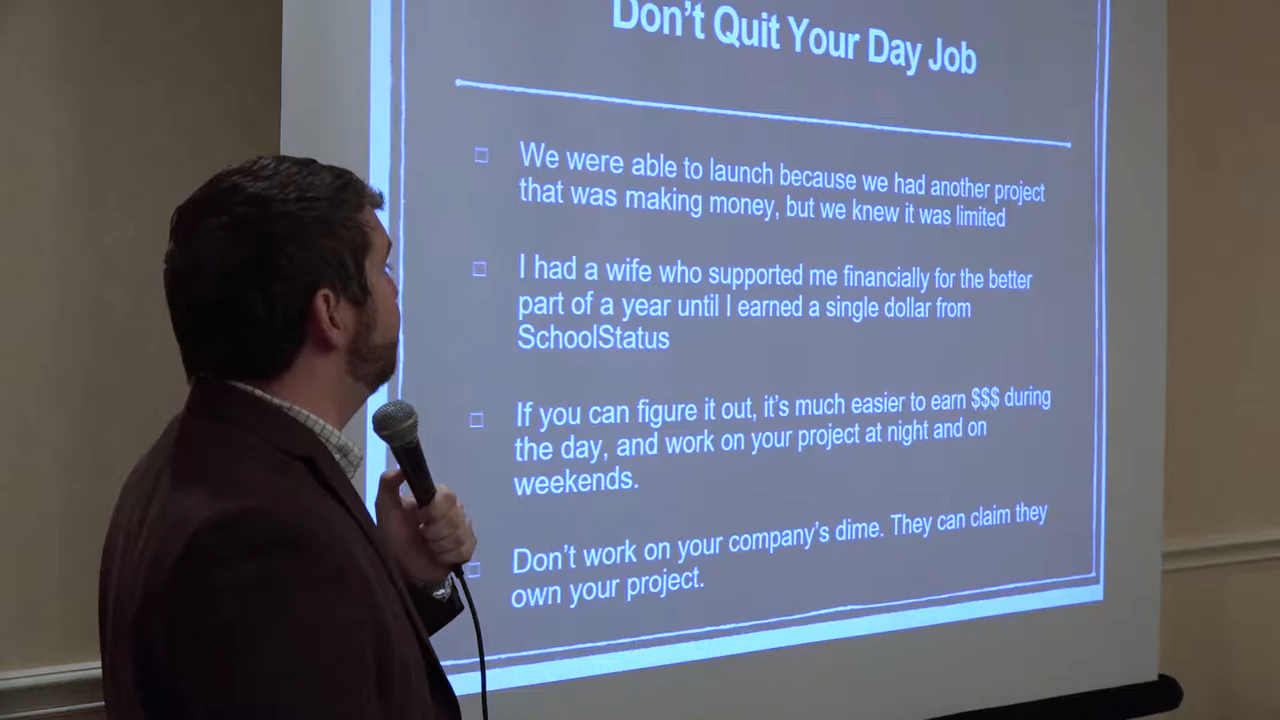 Don't Quit Your Day Job
We were able to launch because we had another project
that was making money, but we knew it was limited
I had a wife who supported me financially for the better
part of a year until I earned a single dollar from
SchoolStatus
If you can figure it out, it's much easier to earn $$$ during
the day, and work on your project at night and on
weekends.
Don't work on your company's dime. They can claim they
own your project.